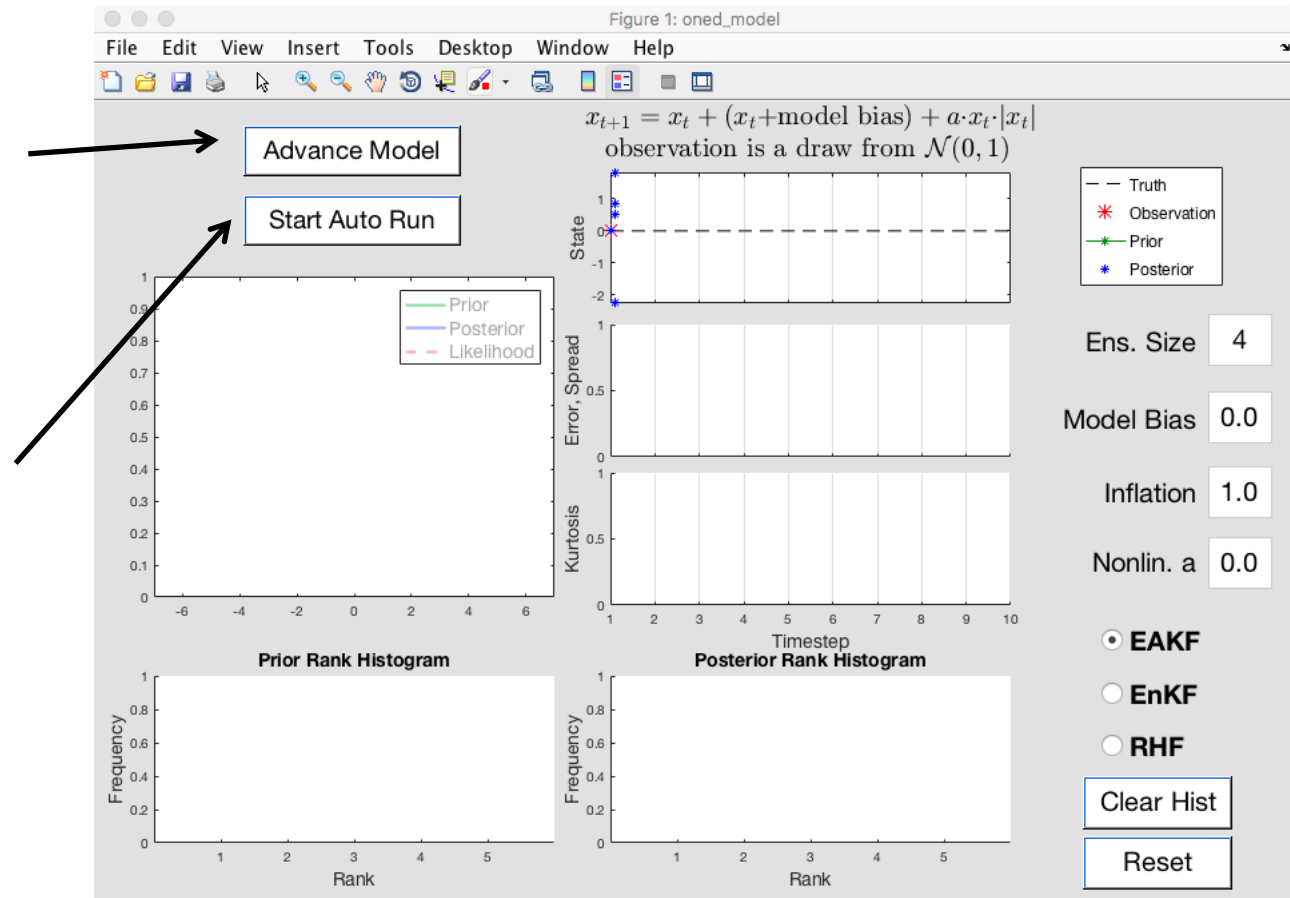 Figure 1: oned_model
File Edit View Insert Tools Desktop Window Help
x_{t+1} = x_t + (x_t+model bias) + a·x_t·|x_t|
observation is a draw from 𝒩(0, 1)
Advance Model
Start Auto Run
1
0.9
0.8
0.7
0.6
0.5
0.4
0.3
0.2
0.1
0
-6 -4 -2 0 2 4 6
Prior
Posterior
Likelihood
State
1
0
-1
-2
Error, Spread
1
0.5
0
Kurtosis
1
0.5
0
1 2 3 4 5 6 7 8 9 10
Timestep
Truth
Observation
Prior
Posterior
Ens. Size 4
Model Bias 0.0
Inflation 1.0
Nonlin. a 0.0
EAKF
EnKF
RHF
Clear Hist
Reset
Prior Rank Histogram
Frequency
1
0.8
0.6
0.4
0.2
0
1 2 3 4 5
Rank
Posterior Rank Histogram
Frequency
1
0.8
0.6
0.4
0.2
0
1 2 3 4 5
Rank